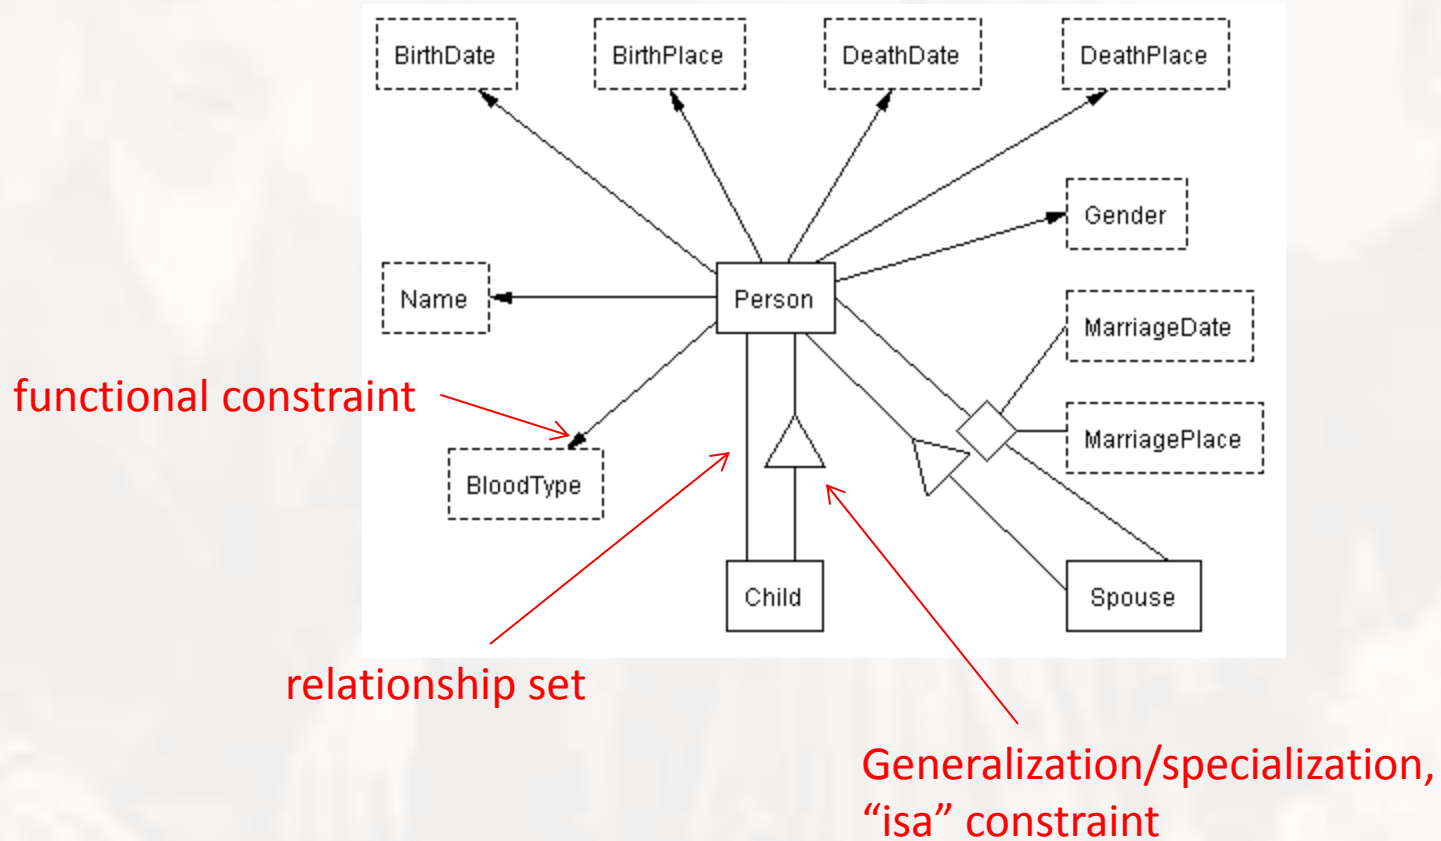 BirthDate
BirthPlace
DeathDate
DeathPlace
Gender
Name
Person
MarriageDate
functional constraint
MarriagePlace
BloodType
Child
Spouse
relationship set
Generalization/specialization,
“isa” constraint